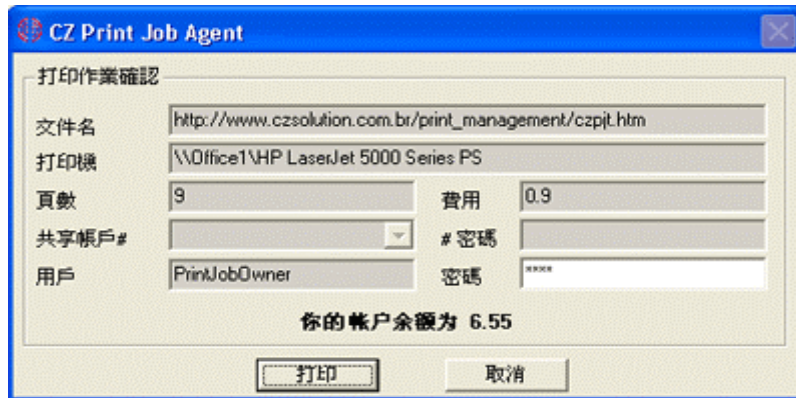 CZ Print Job Agent
打印作業確認
文件名 http://www.czsolution.com.br/print_management/czpjt.htm
打印機 \\Office1\HP LaserJet 5000 Series PS
頁數 9 費用 0.9
共享帳戶# #密碼
用戶 PrintJobOwner 密碼 ****
你的帐户余额为 6.55
打印 取消